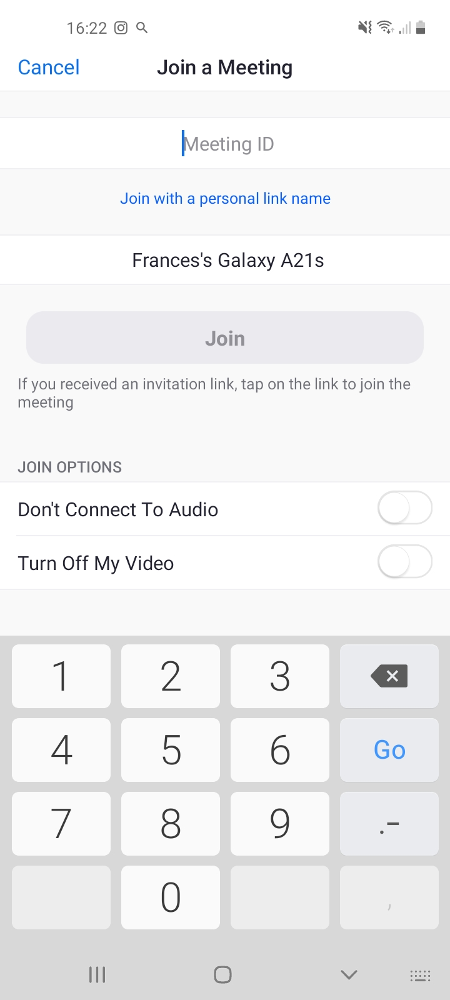 16:22
Cancel
Join a Meeting
Meeting ID
Join with a personal link name
Frances's Galaxy A21s
Join
If you received an invitation link, tap on the link to join the
meeting
JOIN OPTIONS
Don't Connect To Audio
Turn Off My Video
1 2 3
4 5 6 Go
7 8 9 .-
0 ,